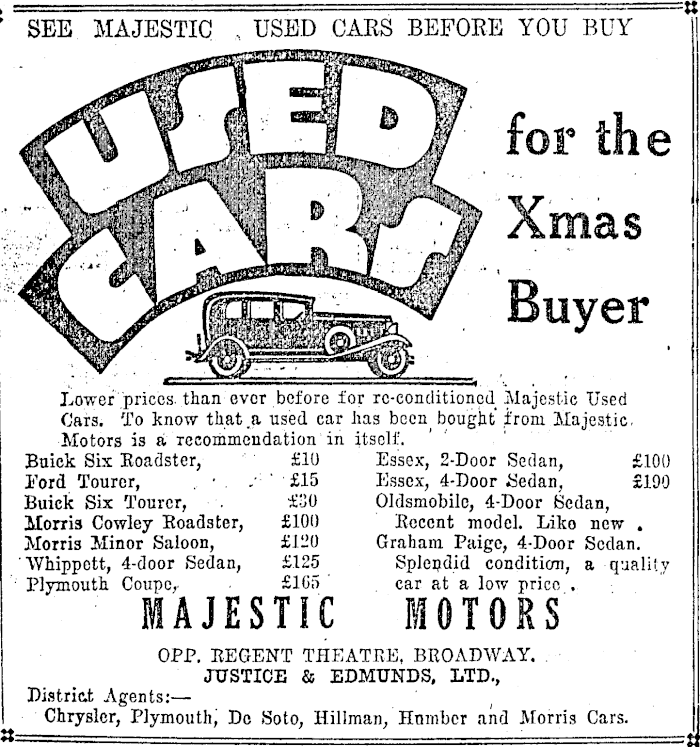 SEE MAJESTIC USED CARS BEFORE YOU BUY
USED
CARS
for the
Xmas
Buyer
Lower prices than ever before for re-conditioned Majestic Used
Cars. To know that a used car has been bought from Majestic
Motors is a recommendation in itself.
Buick Six Roadster, £10
Ford Tourer, £15
Buick Six Tourer, £30
Morris Cowley Roadster, £100
Morris Minor Saloon, £120
Whippett, 4-door Sedan, £125
Plymouth Coupe, £165
Essex, 2-Door Sedan, £100
Essex, 4-Door Sedan, £190
Oldsmobile, 4-Door Sedan,
Recent model. Like new .
Graham Paige, 4-Door Sedan.
Splendid condition, a quality
car at a low price .
MAJESTIC MOTORS
OPP. REGENT THEATRE, BROADWAY.
JUSTICE & EDMUNDS, LTD.,
District Agents:—
Chrysler, Plymouth, De Soto, Hillman, Humber and Morris Cars.